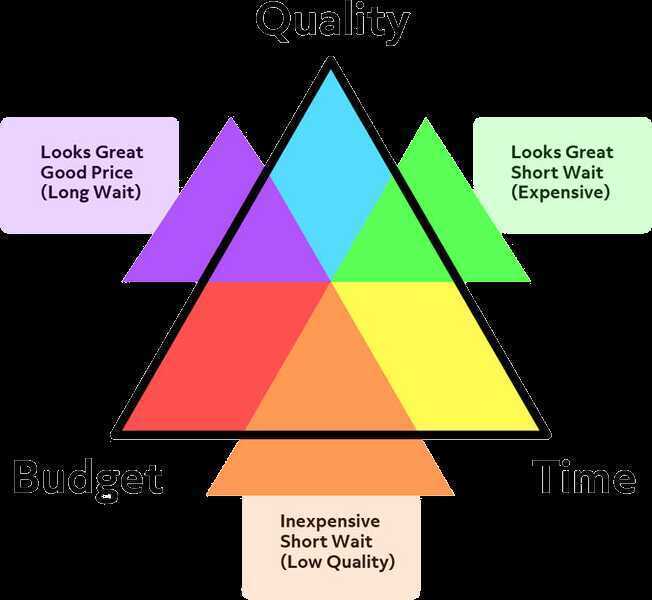 Quality
Looks Great
Good Price
(Long Wait)
Looks Great
Short Wait
(Expensive)
Budget
Time
Inexpensive
Short Wait
(Low Quality)